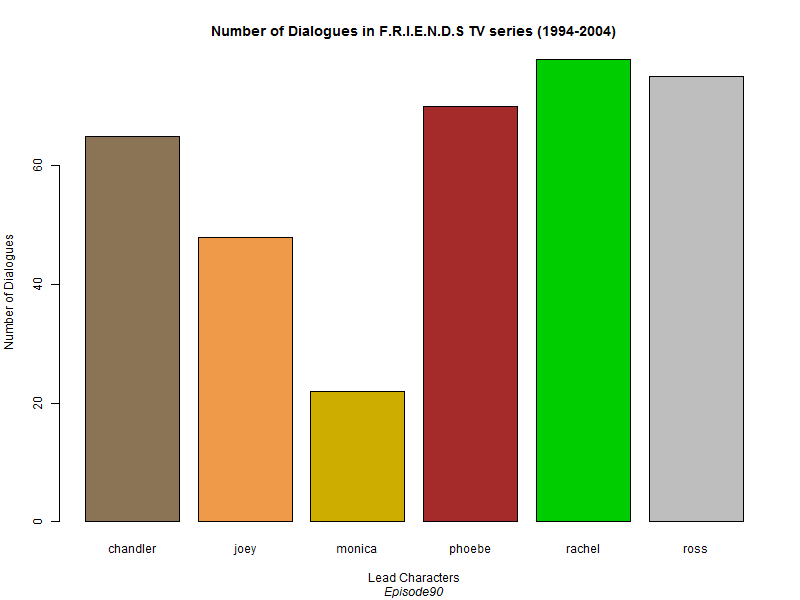 Number of Dialogues in F.R.I.E.N.D.S TV series (1994-2004)
Number of Dialogues
60
40
20
0
chandler joey monica phoebe rachel ross
Lead Characters
Episode90